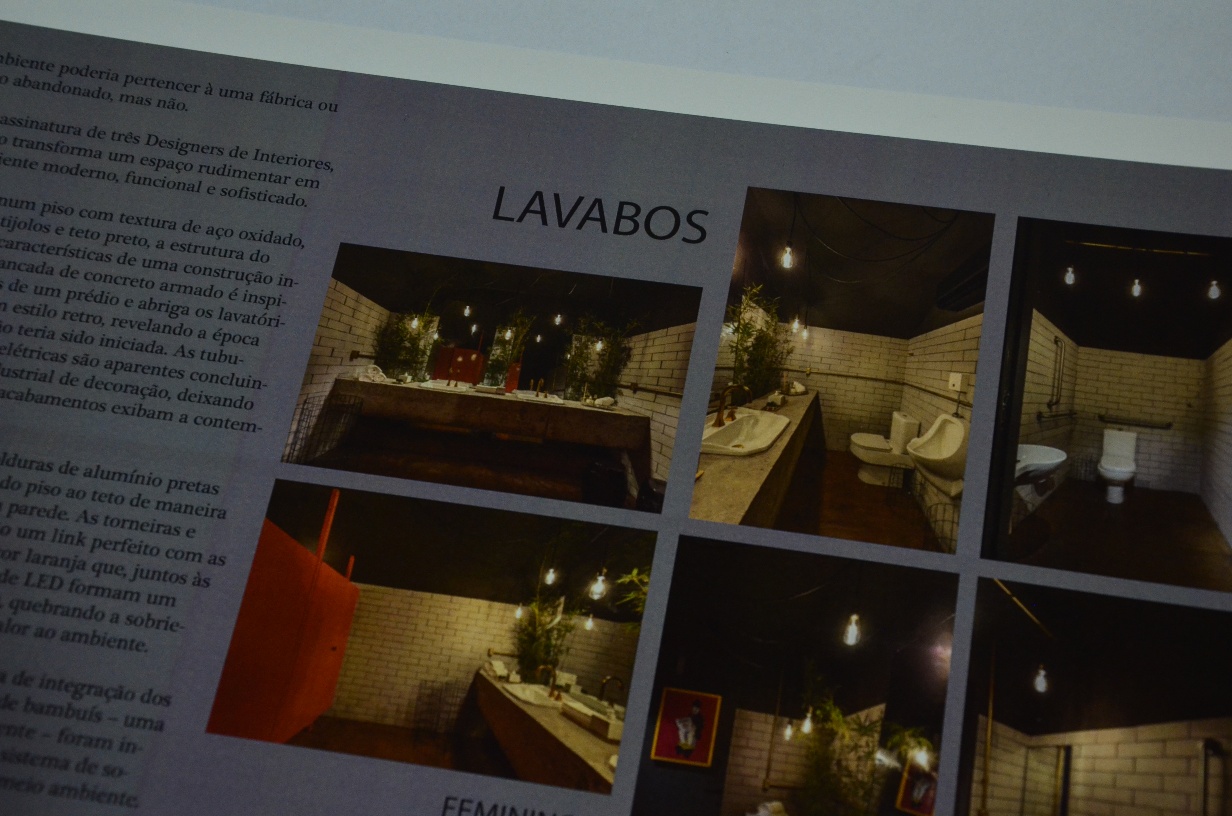 mbiente poderia pertencer à uma fábrica ou
o abandonado, mas não.
assinatura de três Designers de Interiores,
o transforma um espaço rudimentar em
iente moderno, funcional e sofisticado.
num piso com textura de aço oxidado,
tijolos e teto preto, a estrutura do
características de uma construção in-
ancada de concreto armado é inspi-
s de um prédio e abriga os lavatóri-
n estilo retro, revelando a época
ão teria sido iniciada. As tubu-
elétricas são aparentes concluin-
dustrial de decoração, deixando
acabamentos exibam a contem-
olduras de alumínio pretas
do piso ao teto de maneira
parede. As torneiras e
o um link perfeito com as
or laranja que, juntos às
de LED formam um
, quebrando a sobrie-
alor ao ambiente.
a de integração dos
de bambuís – uma
ente – foram in-
sistema de so-
meio ambiente.
LAVABOS
FEMININO